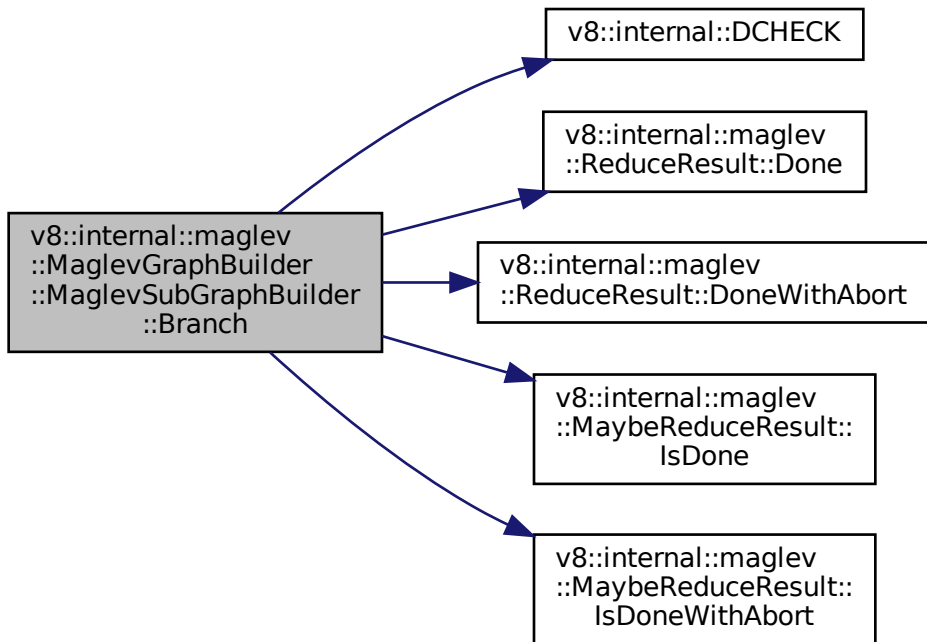 v8::internal::DCHECK
v8::internal::maglev
::ReduceResult::Done
v8::internal::maglev
::MaglevGraphBuilder
::MaglevSubGraphBuilder
::Branch
v8::internal::maglev
::ReduceResult::DoneWithAbort
v8::internal::maglev
::MaybeReduceResult::
IsDone
v8::internal::maglev
::MaybeReduceResult::
IsDoneWithAbort